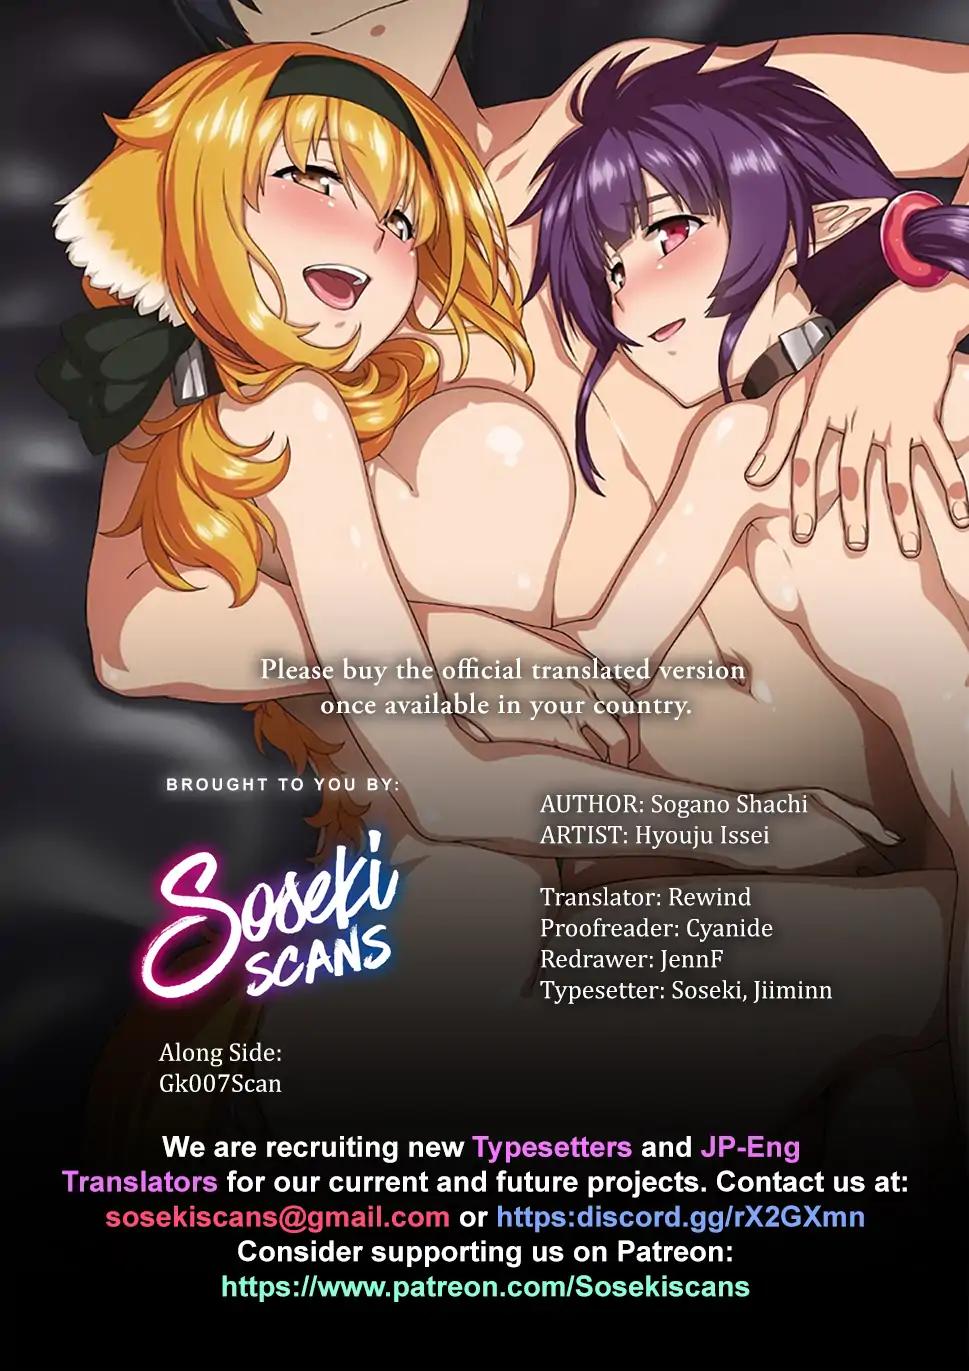 Please buy the official translated version
once available in your country.
BROUGHT TO YOU BY:
Soseki
SCANS
AUTHOR: Sogano Shachi
ARTIST: Hyouju Issei
Translator: Rewind
Proofreader: Cyanide
Redrawer: JennF
Typesetter: Soseki, Jiiminn
Along Side:
Gk007Scan
We are recruiting new Typesetters and JP-Eng
Translators for our current and future projects. Contact us at:
sosekiscans@gmail.com or https:discord.gg/rX2GXmn
Consider supporting us on Patreon:
https://www.patreon.com/Sosekiscans